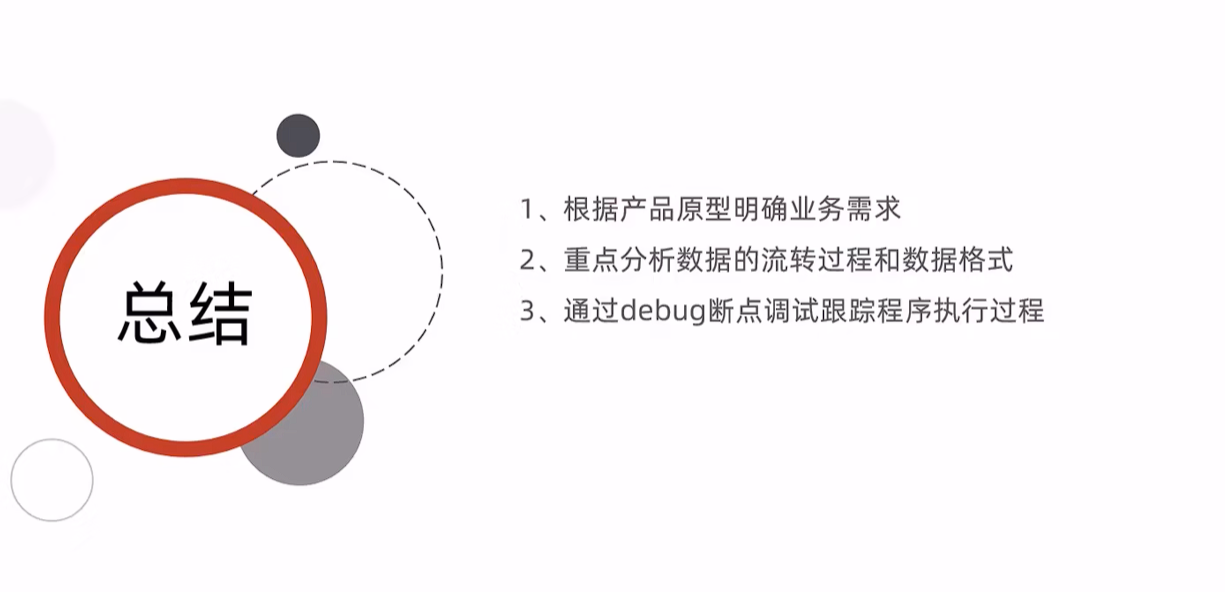 总结
1、根据产品原型明确业务需求
2、重点分析数据的流转过程和数据格式
3、通过debug断点调试跟踪程序执行过程